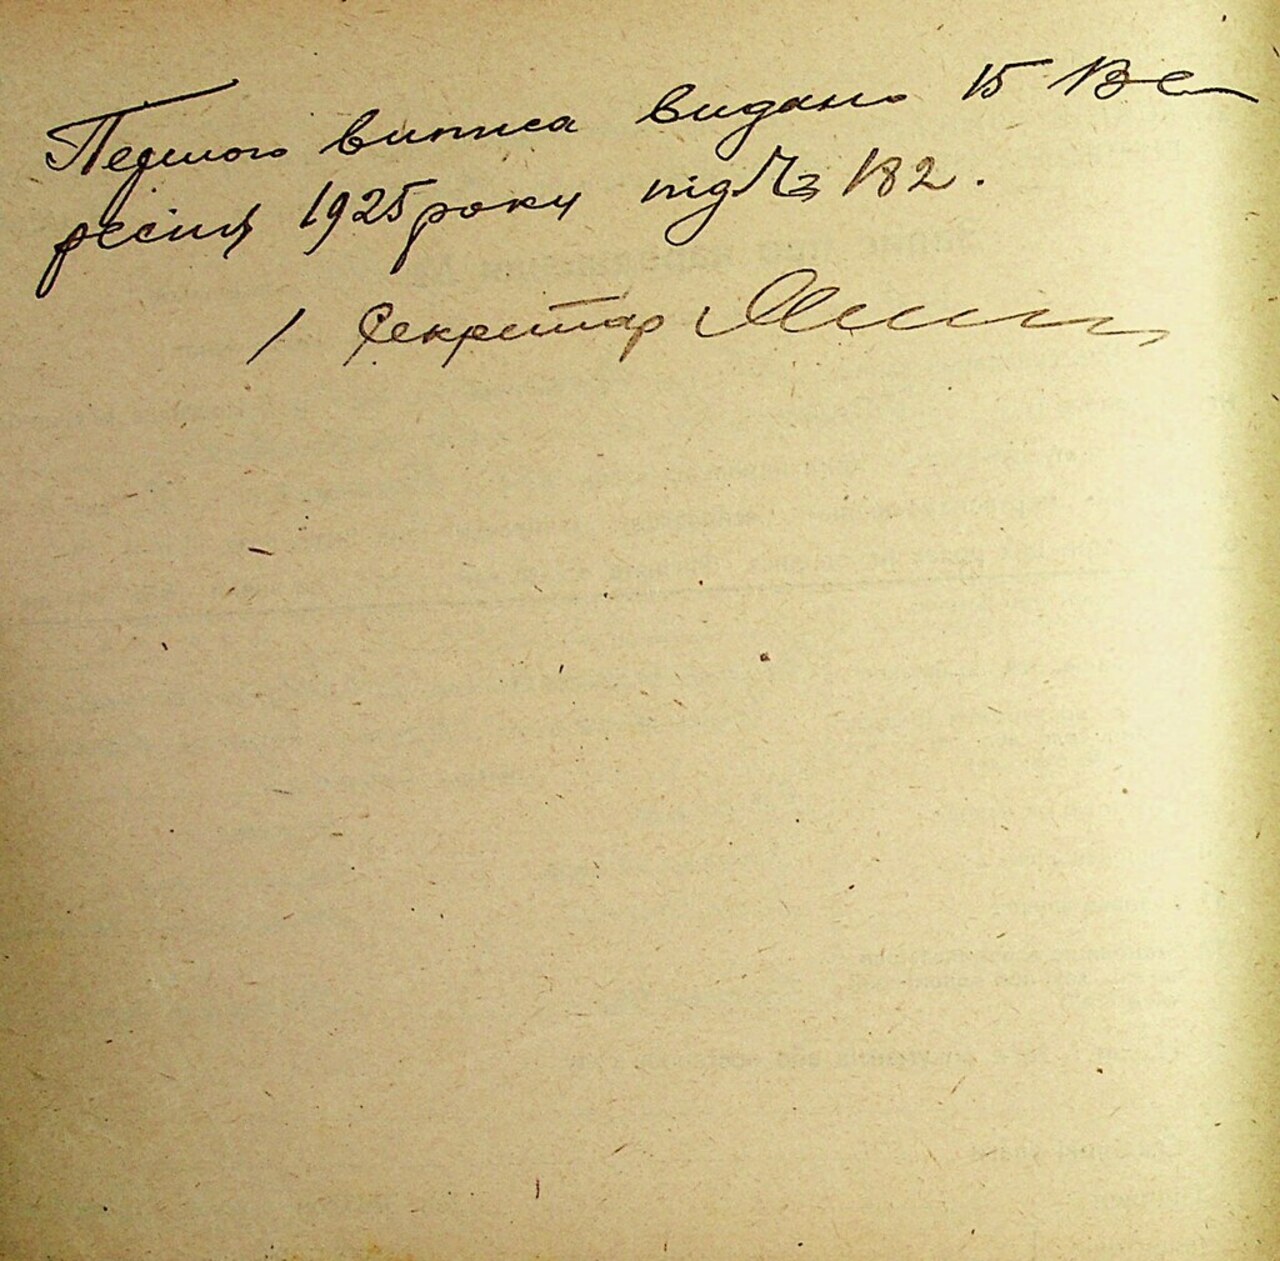 Першого виписа видано 15 Ве
ресня 1925 року під № 182.
/ Секретар